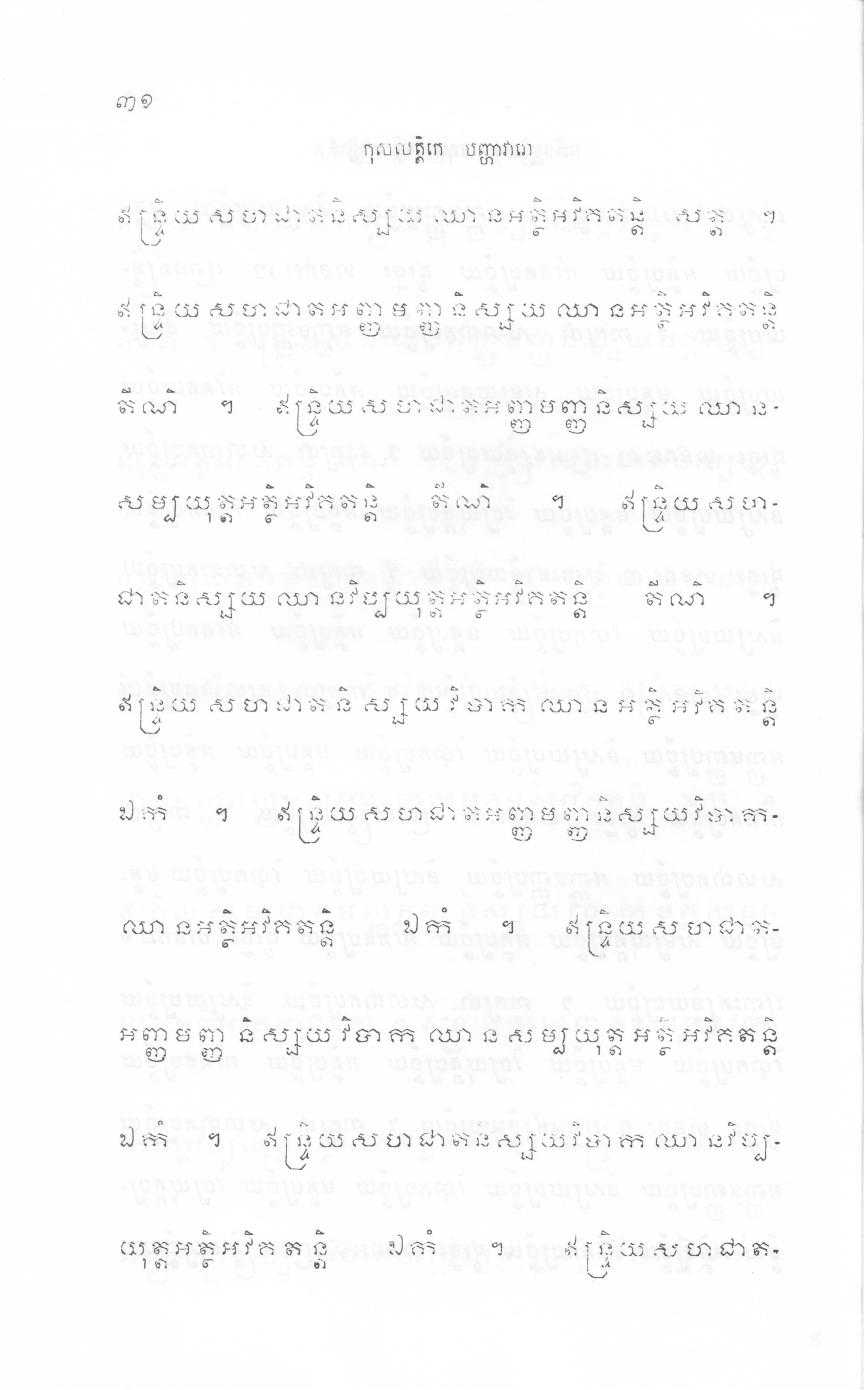 ៣១
កុសលត្តិកេ បញ្ហាវារោ
ឥន្ទ្រិយសហជាតនិស្សយឈានអត្ថិអវិគតន្តិ សត្ត ។
ឥន្ទ្រិយសហជាតអញ្ញមញ្ញនិស្សយឈានអត្ថិអវិគតន្តិ
តីណិ ។ ឥន្ទ្រិយសហជាតអញ្ញមញ្ញនិស្សយឈាន-
សម្បយុត្តអត្ថិអវិគតន្តិ តីណិ ។ ឥន្ទ្រិយសហ-
ជាតនិស្សយឈានវិប្បយុត្តអត្ថិអវិគតន្តិ តីណិ ។
ឥន្ទ្រិយសហជាតនិស្សយវិបាកឈានអត្ថិអវិគតន្តិ
ឯកំ ។ ឥន្ទ្រិយសហជាតអញ្ញមញ្ញនិស្សយវិបាក-
ឈានអត្ថិអវិគតន្តិ ឯកំ ។ ឥន្ទ្រិយសហជាត-
អញ្ញមញ្ញនិស្សយវិបាកឈានសម្បយុត្តអត្ថិអវិគតន្តិ
ឯកំ ។ ឥន្ទ្រិយសហជាតនិស្សយវិបាកឈានវិប្ប-
យុត្តអត្ថិអវិគតន្តិ ឯកំ ។ ឥន្ទ្រិយសហជាត-